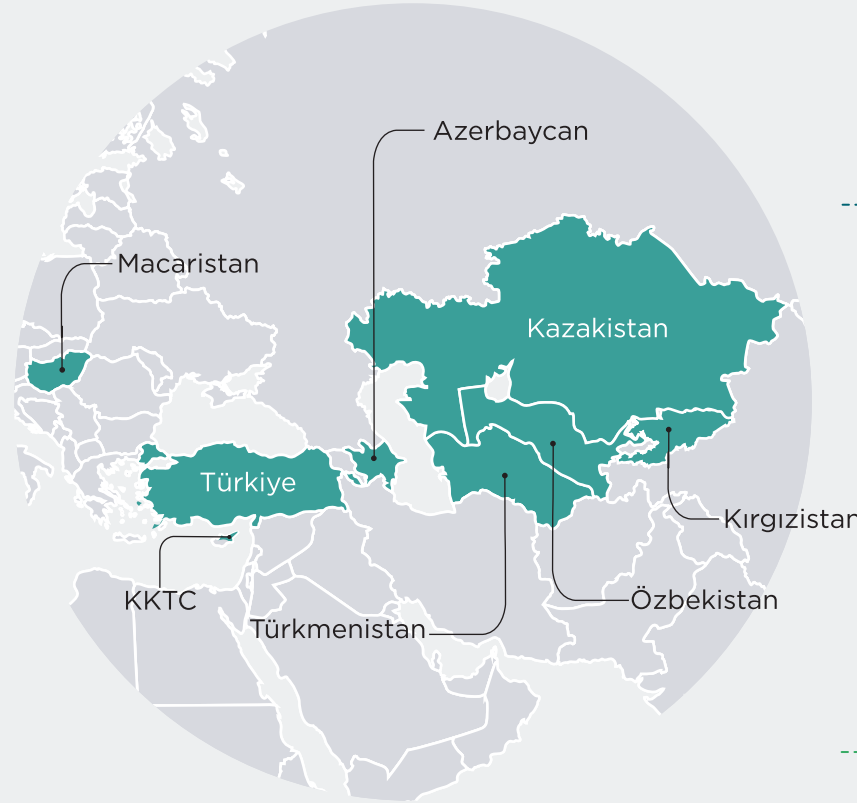 Azerbaycan
Macaristan
Kazakistan
Türkiye
Kırgızistan
KKTC
Özbekistan
Türkmenistan